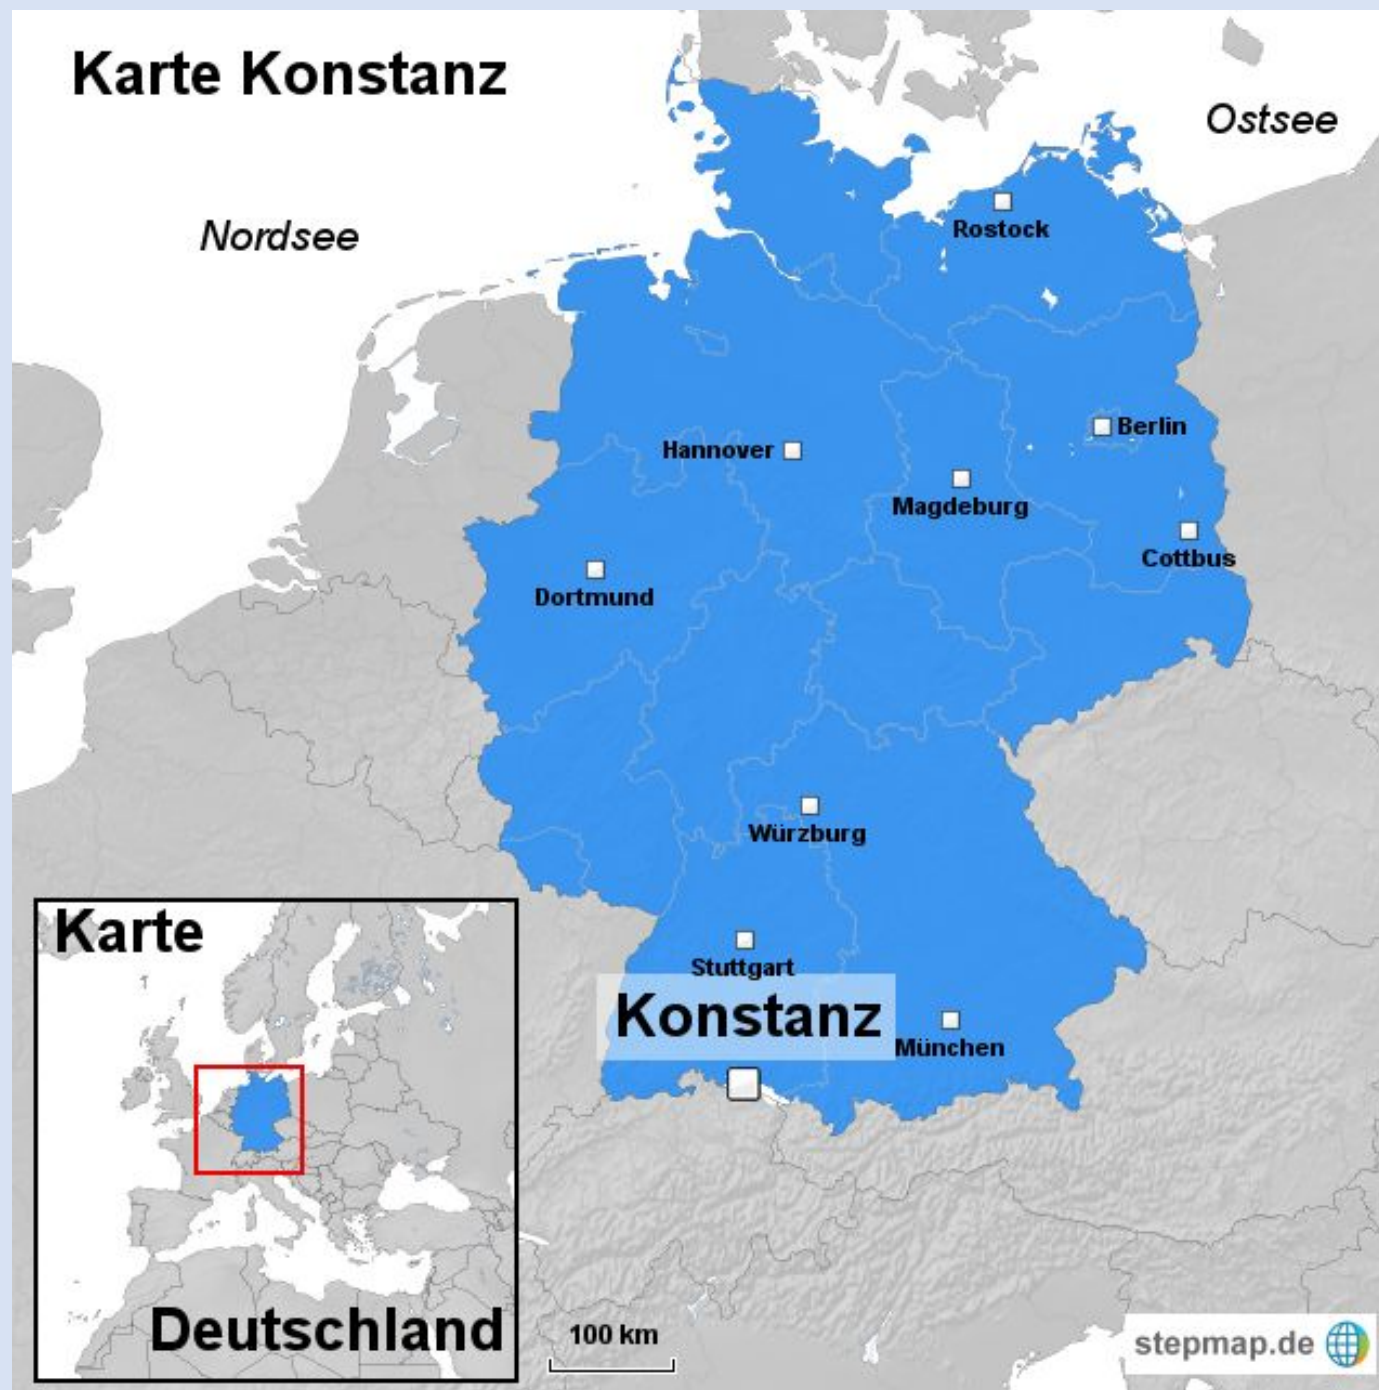 Karte Konstanz
Ostsee
Nordsee
Rostock
Berlin
Hannover
Magdeburg
Cottbus
Dortmund
Würzburg
Stuttgart
Konstanz
München
Karte
Deutschland
100 km
stepmap.de